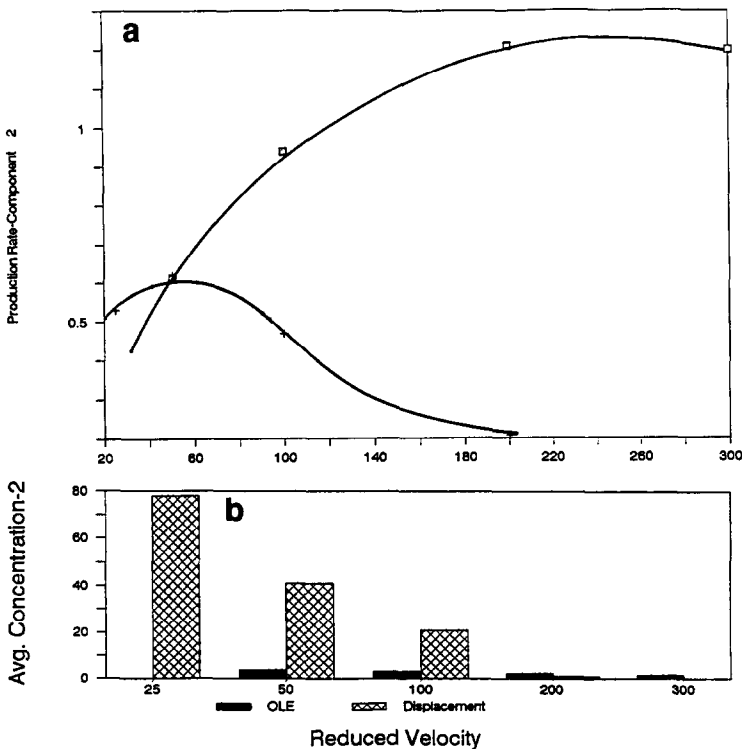 a
Production Rate-Component 2
1
0.5
20 60 100 140 180 220 260 300
b
Avg. Concentration-2
80
60
40
20
0
25 50 100 200 300
OLE Displacement
Reduced Velocity